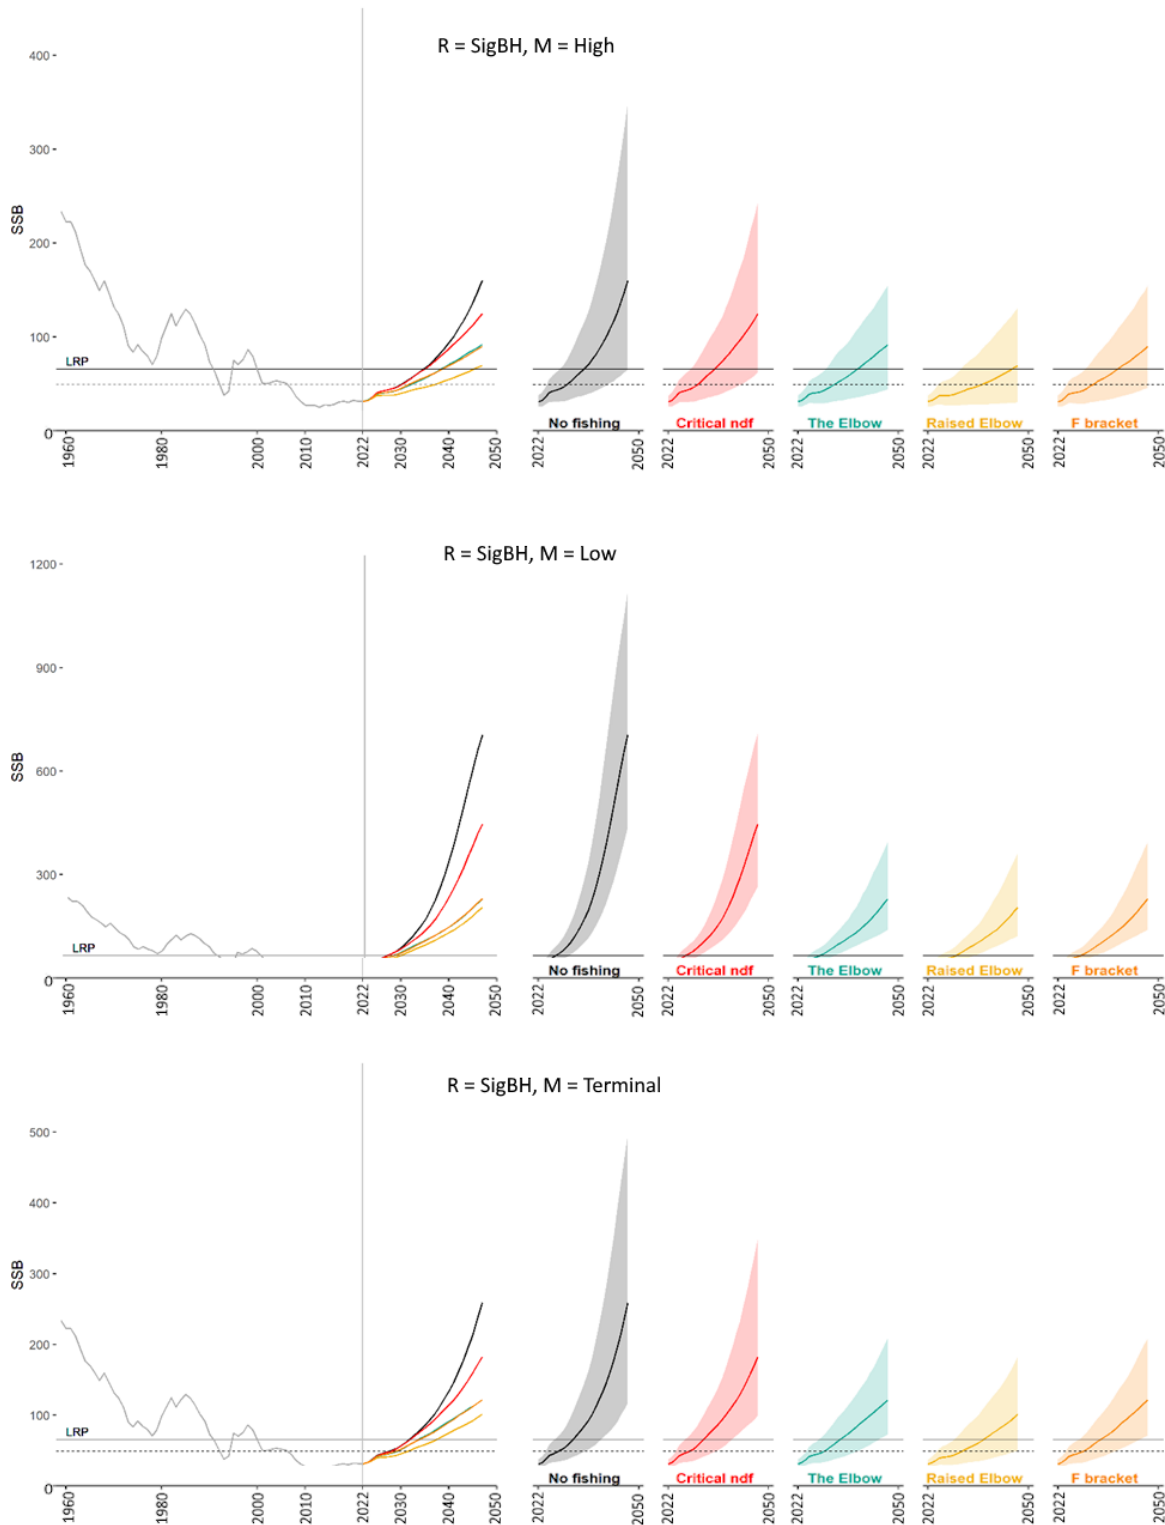 R = SigBH, M = High
400
300
200
100
0
SSB
LRP
1960
1980
2000
2010
2022
2030
2040
2050
No fishing
Critical ndf
The Elbow
Raised Elbow
F bracket
2022
2050
2022
2050
2022
2050
2022
2050
2022
2050
R = SigBH, M = Low
1200
900
600
300
0
SSB
LRP
1960
1980
2000
2010
2022
2030
2040
2050
No fishing
Critical ndf
The Elbow
Raised Elbow
F bracket
2022
2050
2022
2050
2022
2050
2022
2050
2022
2050
R = SigBH, M = Terminal
500
400
300
200
100
0
SSB
LRP
1960
1980
2000
2010
2022
2030
2040
2050
No fishing
Critical ndf
The Elbow
Raised Elbow
F bracket
2022
2050
2022
2050
2022
2050
2022
2050
2022
2050